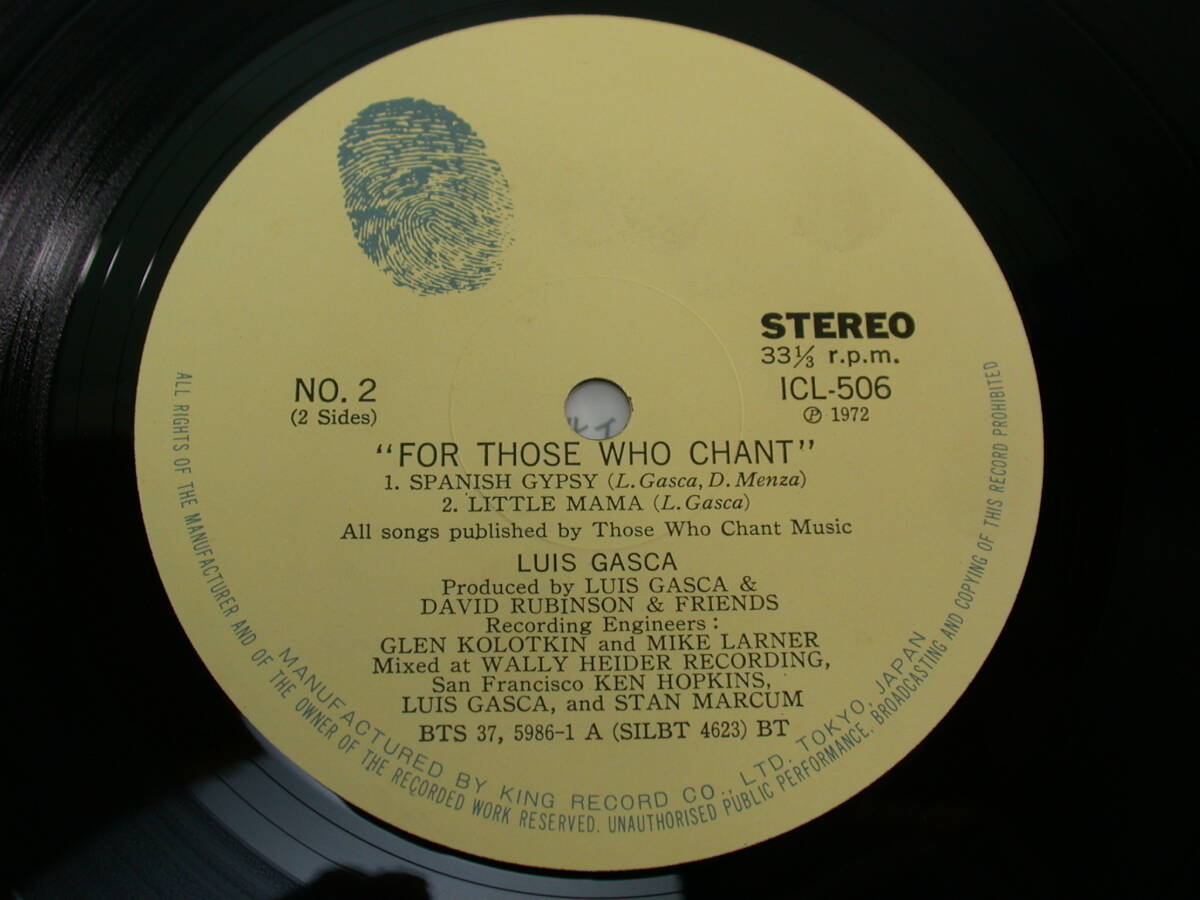 STEREO
33⅓ r.p.m.
NO. 2
(2 Sides)
ICL-506
Ⓟ 1972
"FOR THOSE WHO CHANT"
1. SPANISH GYPSY (L. Gasca, D. Menza)
2. LITTLE MAMA (L. Gasca)
All songs published by Those Who Chant Music
LUIS GASCA
Produced by LUIS GASCA &
DAVID RUBINSON & FRIENDS
Recording Engineers :
GLEN KOLOTKIN and MIKE LARNER
Mixed at WALLY HEIDER RECORDING,
San Francisco KEN HOPKINS,
LUIS GASCA, and STAN MARCUM
BTS 37, 5986-1 A (SILBT 4623) BT
MANUFACTURED BY KING RECORD CO., LTD. TOKYO, JAPAN
ALL RIGHTS OF THE MANUFACTURER AND OF THE OWNER OF THE RECORDED WORK RESERVED. UNAUTHORISED PUBLIC PERFORMANCE. BROADCASTING AND COPYING OF THIS RECORD PROHIBITED